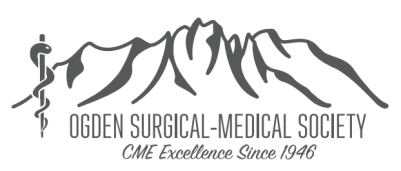 OGDEN SURGICAL-MEDICAL SOCIETY
CME Excellence Since 1946